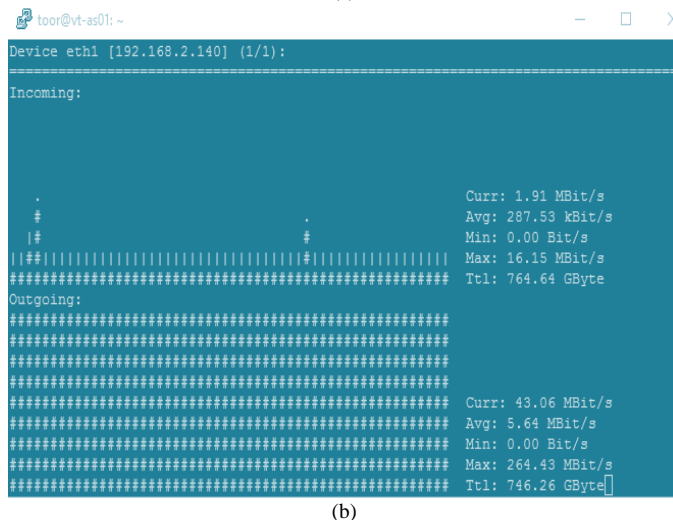 toor@vt-as01: ~
Device eth1 [192.168.2.140] (1/1):
Incoming:
Curr: 1.91 MBit/s
Avg: 287.53 kBit/s
Min: 0.00 Bit/s
Max: 16.15 MBit/s
Ttl: 764.64 GByte
Outgoing:
Curr: 43.06 MBit/s
Avg: 5.64 MBit/s
Min: 0.00 Bit/s
Max: 264.43 MBit/s
Ttl: 746.26 GByte
(b)